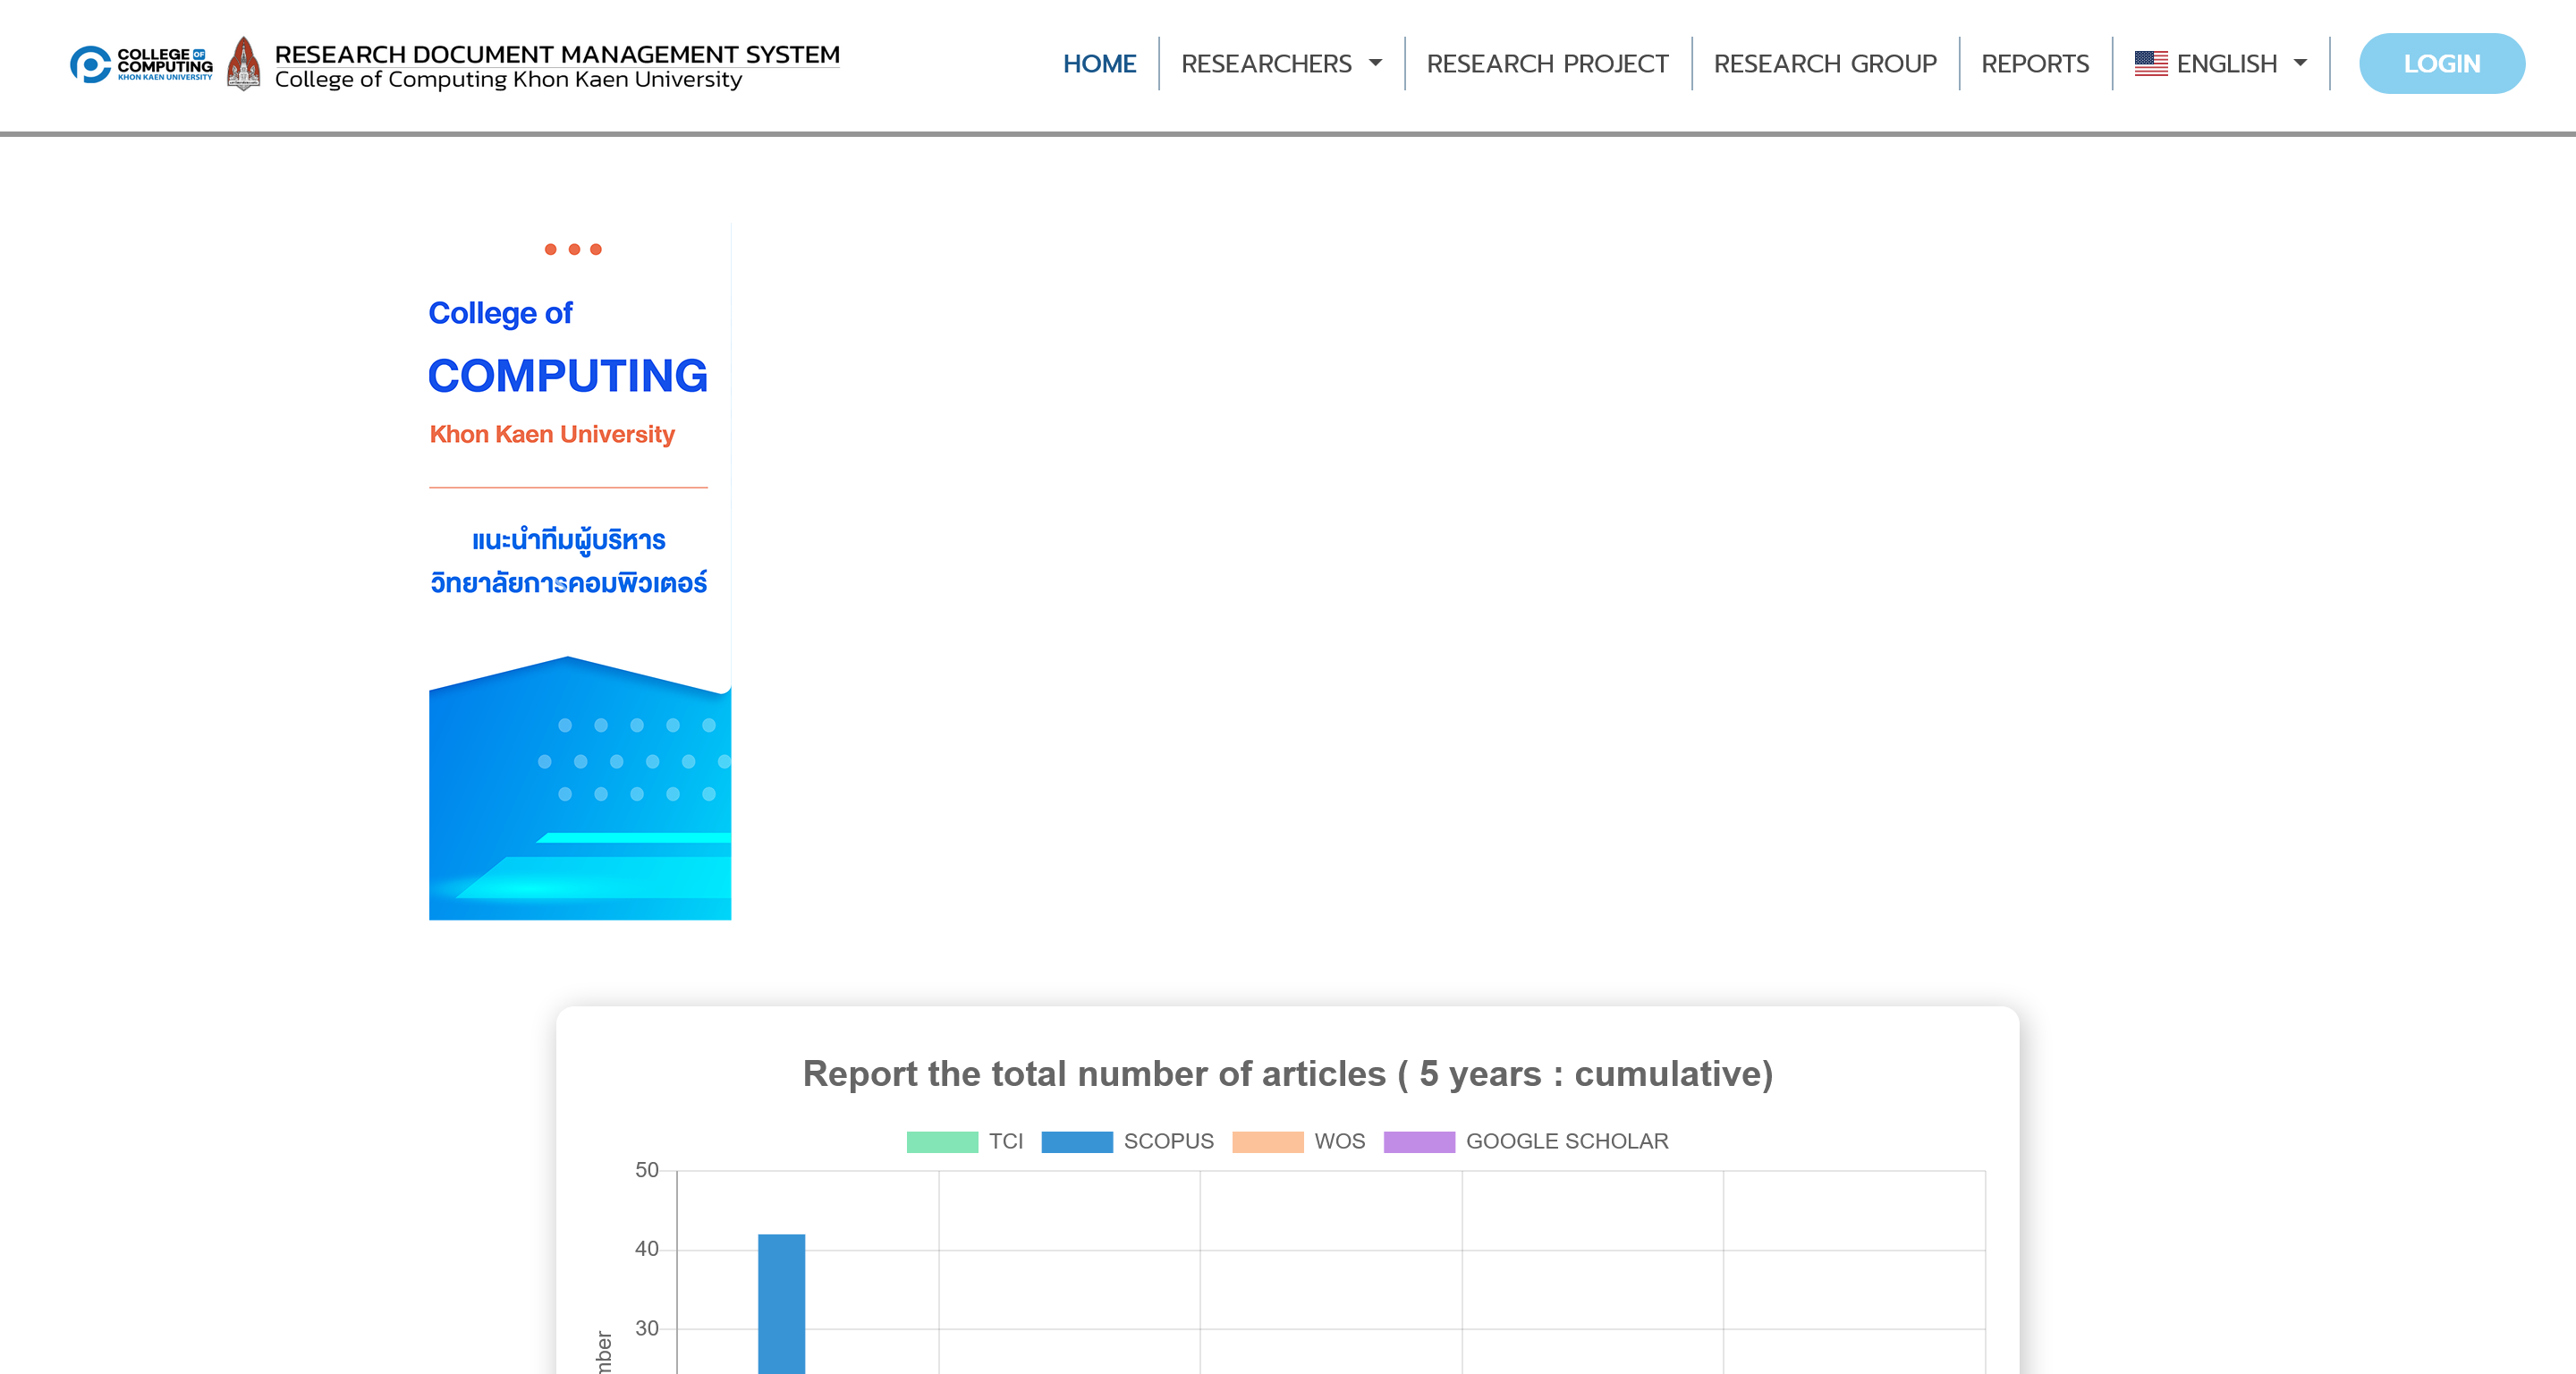 COLLEGE OF
COMPUTING
KHON KAEN UNIVERSITY
RESEARCH DOCUMENT MANAGEMENT SYSTEM
College of Computing Khon Kaen University
HOME
RESEARCHERS
RESEARCH PROJECT
RESEARCH GROUP
REPORTS
ENGLISH
LOGIN
College of
COMPUTING
Khon Kaen University
แนะนำทีมผู้บริหาร
วิทยาลัยการคอมพิวเตอร์
Report the total number of articles ( 5 years : cumulative)
TCI
SCOPUS
WOS
GOOGLE SCHOLAR
50
40
30